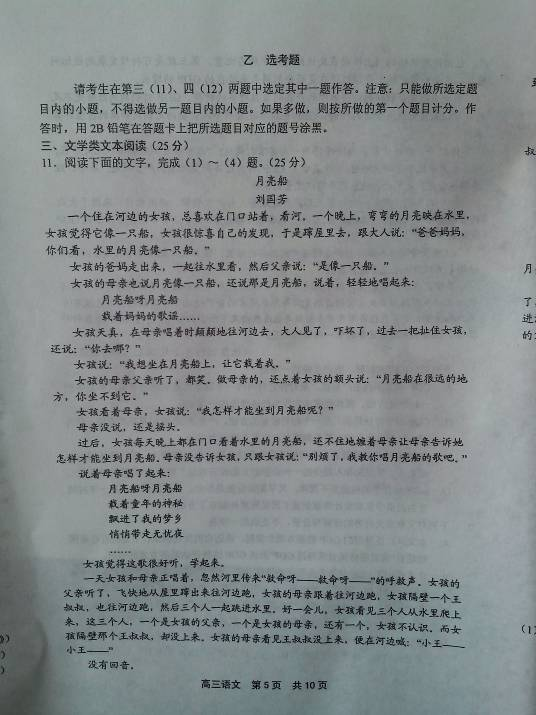 乙　选考题
请考生在第三（11）、四（12）两题中选定其中一题作答。注意：只能做所选定题
目内的小题，不得选做另一题目内的小题。如果多做，则按所做的第一个题目计分。作
答时，用 2B 铅笔在答题卡上把所选题目对应的题号涂黑。
三、文学类文本阅读（25 分）
11．阅读下面的文字，完成（1）～（4）题。（25 分）
月亮船
刘国芳
一个住在河边的女孩，总喜欢在门口站着，看河。一个晚上，弯弯的月亮映在水里，
女孩觉得它像一只船，女孩很惊喜自己的发现，于是蹿屋里去，跟大人说：“爸爸妈妈，
你们看，水里的月亮像一只船。”
女孩的爸妈走出来，一起往水里看，然后父亲说：“是像一只船。”
女孩的母亲也说月亮像一只船，还说那是月亮船，说着，轻轻地唱起来：
月亮船呀月亮船
载着妈妈的歌谣……
女孩天真，在母亲唱着时颠颠地往河边去，大人见了，吓坏了，过去一把扯住女孩，
还说：“你去哪？”
女孩说：“我想坐在月亮船上，让它载着我。”
女孩的母亲父亲听了，都笑。做母亲的，还点着女孩的额头说：“月亮船在很远的地
方，你坐不到它。”
女孩看着母亲，女孩说：“我怎样才能坐到月亮船呢？”
母亲没说，还是摇头。
过后，女孩每天晚上都在门口看着水里的月亮船，还不住地缠着母亲让母亲告诉她
怎样才能坐到月亮船。母亲没告诉女孩，只跟女孩说：“别烦了，我教你唱月亮船的歌吧。”
说着母亲唱了起来：
月亮船呀月亮船
载着童年的神秘
飘进了我的梦乡
悄悄带走无忧夜
……
女孩觉得这歌很好听，学起来。
一天女孩和母亲正唱着，忽然河里传来“救命呀——救命呀——”的呼救声。女孩的
父亲听了，飞快地从屋里蹿出来往河边跑，女孩的母亲跟着往河边跑，女孩隔壁一个王
叔叔，也往河边跑，然后三个人一起跳进水里。好一会儿，女孩看见三个人从水里爬上
来，这三个人，一个是女孩的父亲，一个是女孩的母亲，还有一个，女孩不认识。而女
孩隔壁那个王叔叔，却没上来。女孩的母亲看见王叔叔没上来，便在河边喊：“小王——
小王——”
没有回音。
高三语文　第 5 页　共 10 页
叔
月
了
进
的
（1